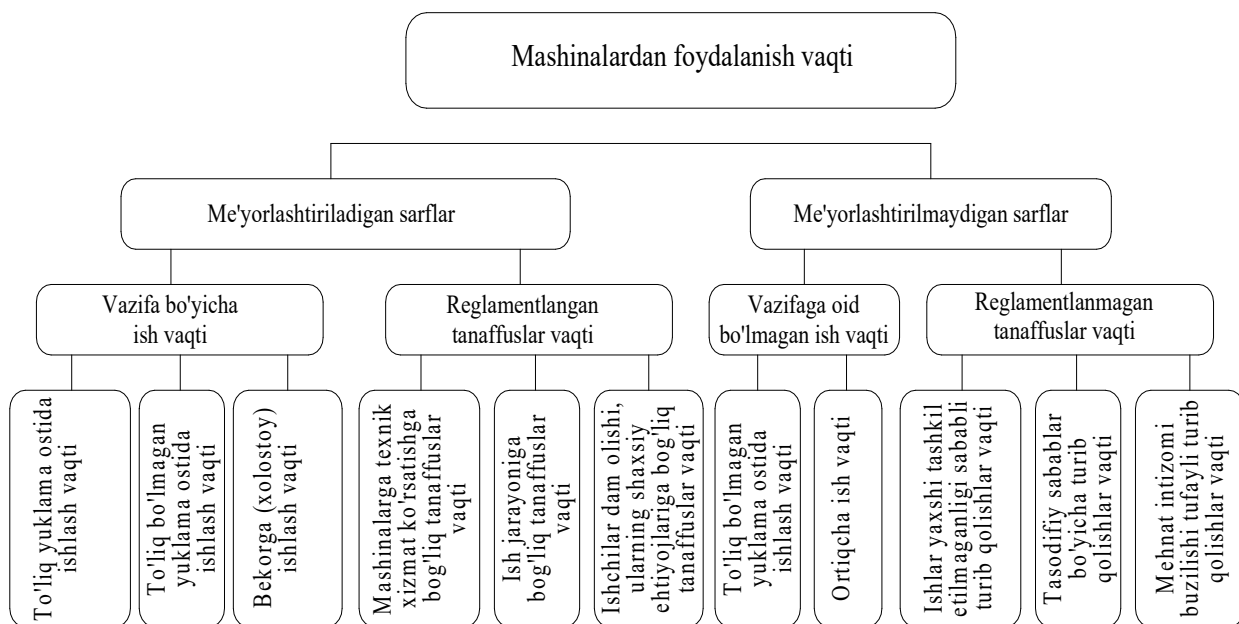 Mashinalardan foydalanish vaqti
Me'yorlashtiriladigan sarflar
Me'yorlashtirilmaydigan sarflar
Vazifa bo'yicha
ish vaqti
Reglamentlangan
tanaffuslar vaqti
Vazifaga oid
bo'lmagan ish vaqti
Reglamentlanmagan
tanaffuslar vaqti
To'liq yuklama ostida
ishlash vaqti
To'liq bo'lmagan
yuklama ostida
ishlash vaqti
Bekorga (xolostoy)
ishlash vaqti
Mashinalarga texnik
xizmat ko'rsatishga
bog'liq tanaffuslar
vaqti
Ish jarayoniga
bog'liq tanaffuslar
vaqti
Ishchilar dam olishi,
ularning shaxsiy
ehtiyojlariga bog'liq
tanaffuslar vaqti
To'liq bo'lmagan
yuklama ostida
ishlash vaqti
Ortiqcha ish vaqti
Ishlar yaxshi tashkil
etilmaganligi sababli
turib qolishlar vaqti
Tasodifiy sabablar
bo'yicha turib
qolishlar vaqti
Mehnat intizomi
buzilishi tufayli turib
qolishlar vaqti